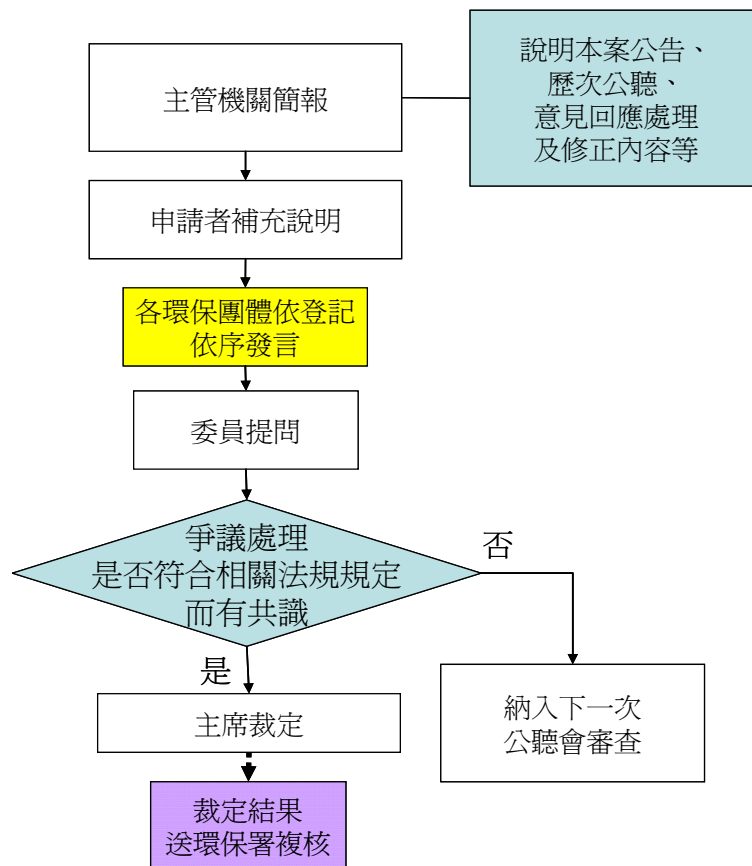 主管機關簡報
說明本案公告、
歷次公聽、
意見回應處理
及修正內容等
申請者補充說明
各環保團體依登記
依序發言
委員提問
爭議處理
是否符合相關法規規定
而有共識
否
是
主席裁定
納入下一次
公聽會審查
裁定結果
送環保署複核